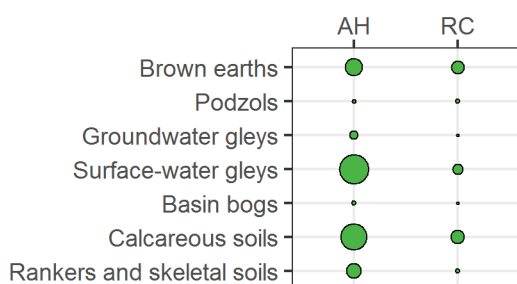 AH RC
Brown earths
Podzols
Groundwater gleys
Surface-water gleys
Basin bogs
Calcareous soils
Rankers and skeletal soils